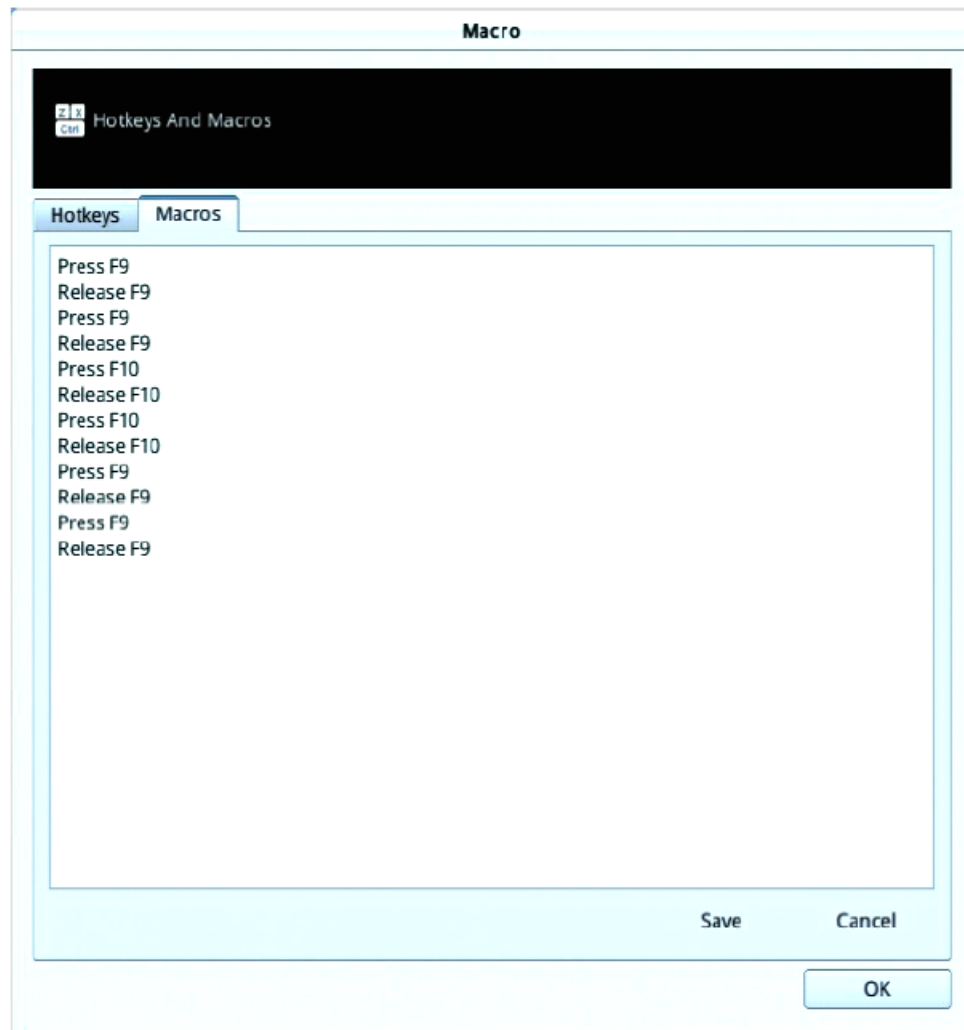 Macro
Z X
Ctrl
Hotkeys And Macros
Hotkeys Macros
Press F9
Release F9
Press F9
Release F9
Press F10
Release F10
Press F10
Release F10
Press F9
Release F9
Press F9
Release F9
Save Cancel
OK